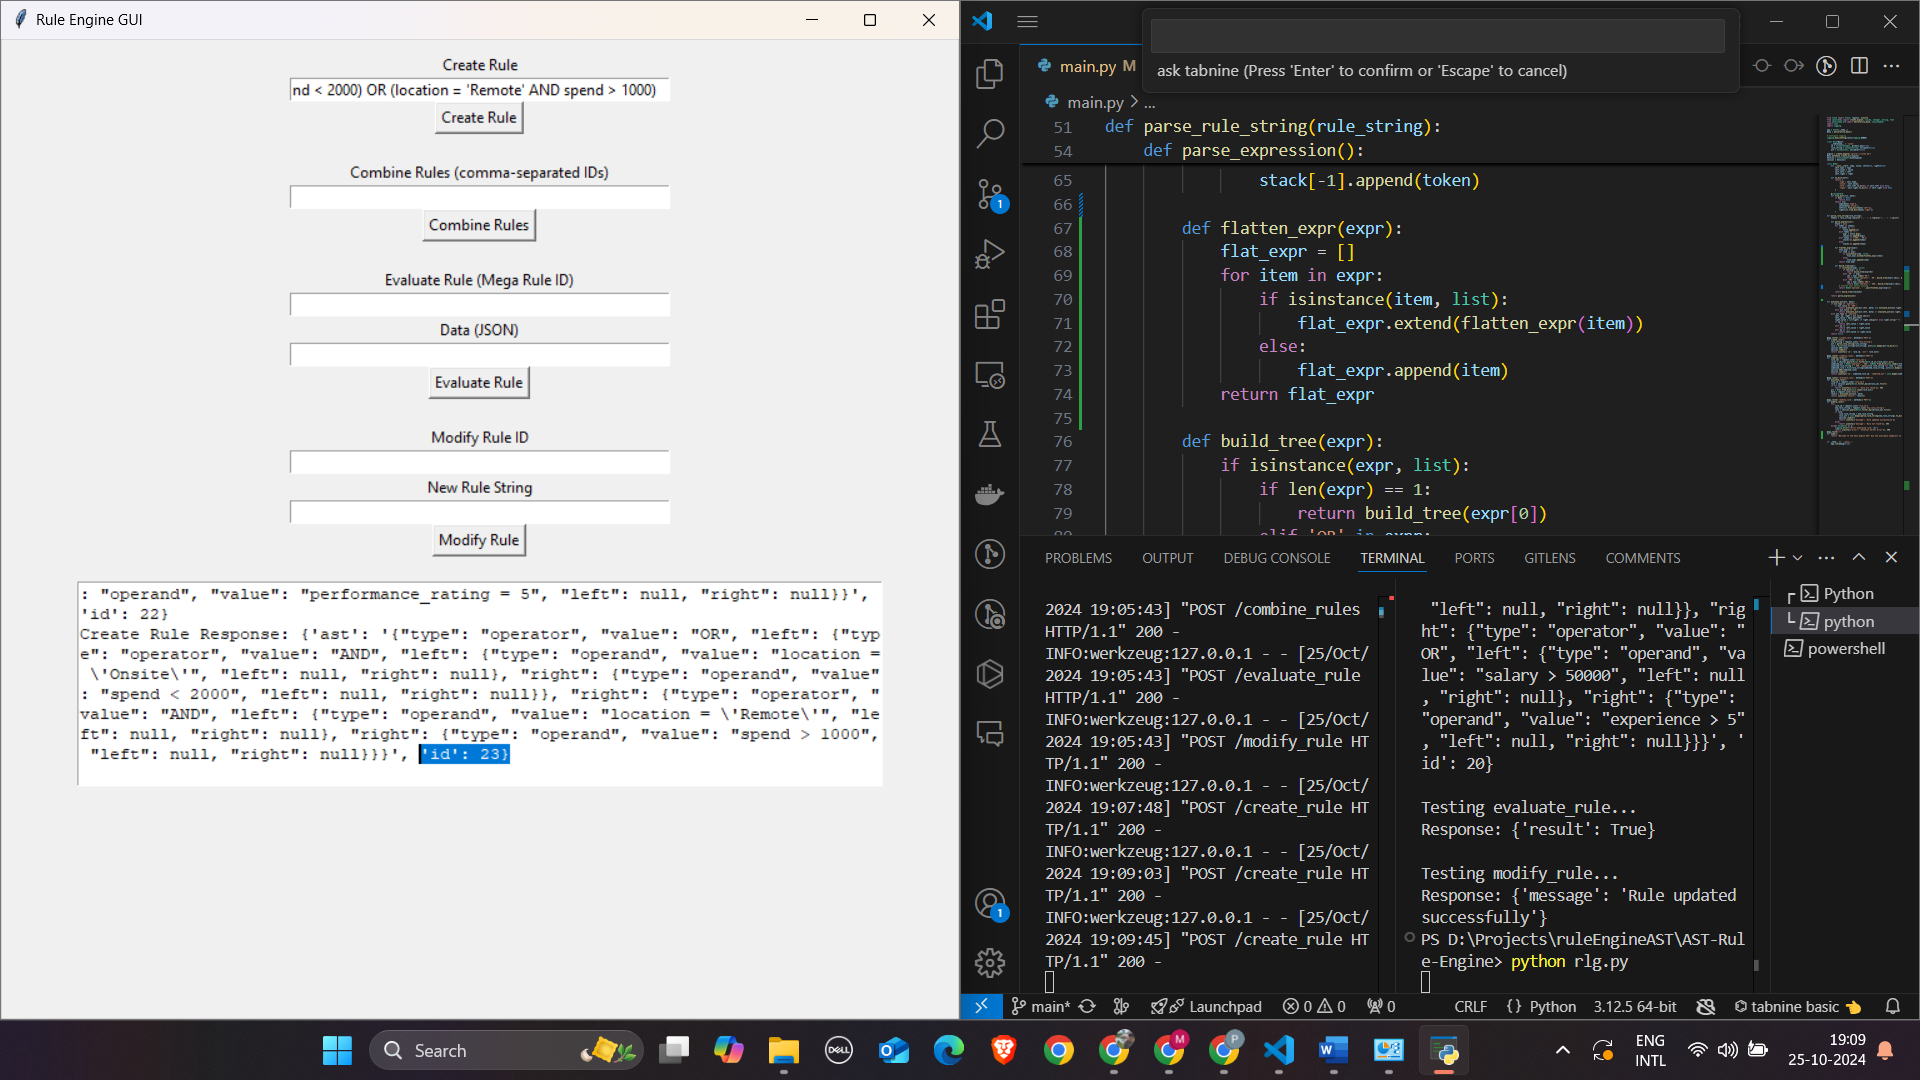 Rule Engine GUI
Create Rule
nd < 2000) OR (location = 'Remote' AND spend > 1000)
Create Rule
Combine Rules (comma-separated IDs)
Combine Rules
Evaluate Rule (Mega Rule ID)
Data (JSON)
Evaluate Rule
Modify Rule ID
New Rule String
Modify Rule
: "operand", "value": "performance_rating = 5", "left": null, "right": null}}',
'id': 22}
Create Rule Response: {'ast': '{"type": "operator", "value": "OR", "left": {"typ
e": "operator", "value": "AND", "left": {"type": "operand", "value": "location =
\'Onsite\'", "left": null, "right": null}, "right": {"type": "operand", "value"
: "spend < 2000", "left": null, "right": null}}, "right": {"type": "operator", "
value": "AND", "left": {"type": "operand", "value": "location = \'Remote\'", "le
ft": null, "right": null}, "right": {"type": "operand", "value": "spend > 1000",
"left": null, "right": null}}}', 'id': 23}
ask tabnine (Press 'Enter' to confirm or 'Escape' to cancel)
main.py M
main.py > ...
51 def parse_rule_string(rule_string):
54 def parse_expression():
65 stack[-1].append(token)
66
67 def flatten_expr(expr):
68 flat_expr = []
69 for item in expr:
70 if isinstance(item, list):
71 flat_expr.extend(flatten_expr(item))
72 else:
73 flat_expr.append(item)
74 return flat_expr
75
76 def build_tree(expr):
77 if isinstance(expr, list):
78 if len(expr) == 1:
79 return build_tree(expr[0])
PROBLEMS OUTPUT DEBUG CONSOLE TERMINAL PORTS GITLENS COMMENTS
2024 19:05:43] "POST /combine_rules
HTTP/1.1" 200 -
INFO:werkzeug:127.0.0.1 - - [25/Oct/
2024 19:05:43] "POST /evaluate_rule
HTTP/1.1" 200 -
INFO:werkzeug:127.0.0.1 - - [25/Oct/
2024 19:05:43] "POST /modify_rule HT
TP/1.1" 200 -
INFO:werkzeug:127.0.0.1 - - [25/Oct/
2024 19:07:48] "POST /create_rule HT
TP/1.1" 200 -
INFO:werkzeug:127.0.0.1 - - [25/Oct/
2024 19:09:03] "POST /create_rule HT
TP/1.1" 200 -
INFO:werkzeug:127.0.0.1 - - [25/Oct/
2024 19:09:45] "POST /create_rule HT
TP/1.1" 200 -
"left": null, "right": null}}, "rig
ht": {"type": "operator", "value": "
OR", "left": {"type": "operand", "va
lue": "salary > 50000", "left": null
, "right": null}, "right": {"type":
"operand", "value": "experience > 5"
, "left": null, "right": null}}}', '
id': 20}
Testing evaluate_rule...
Response: {'result': True}
Testing modify_rule...
Response: {'message': 'Rule updated
successfully'}
PS D:\Projects\ruleEngineAST\AST-Rul
e-Engine> python rlg.py
Python
python
powershell
1
1
main* Launchpad 0 0 0 CRLF {} Python 3.12.5 64-bit tabnine basic
Search
DELL
M
P
ENG
INTL
19:09
25-10-2024